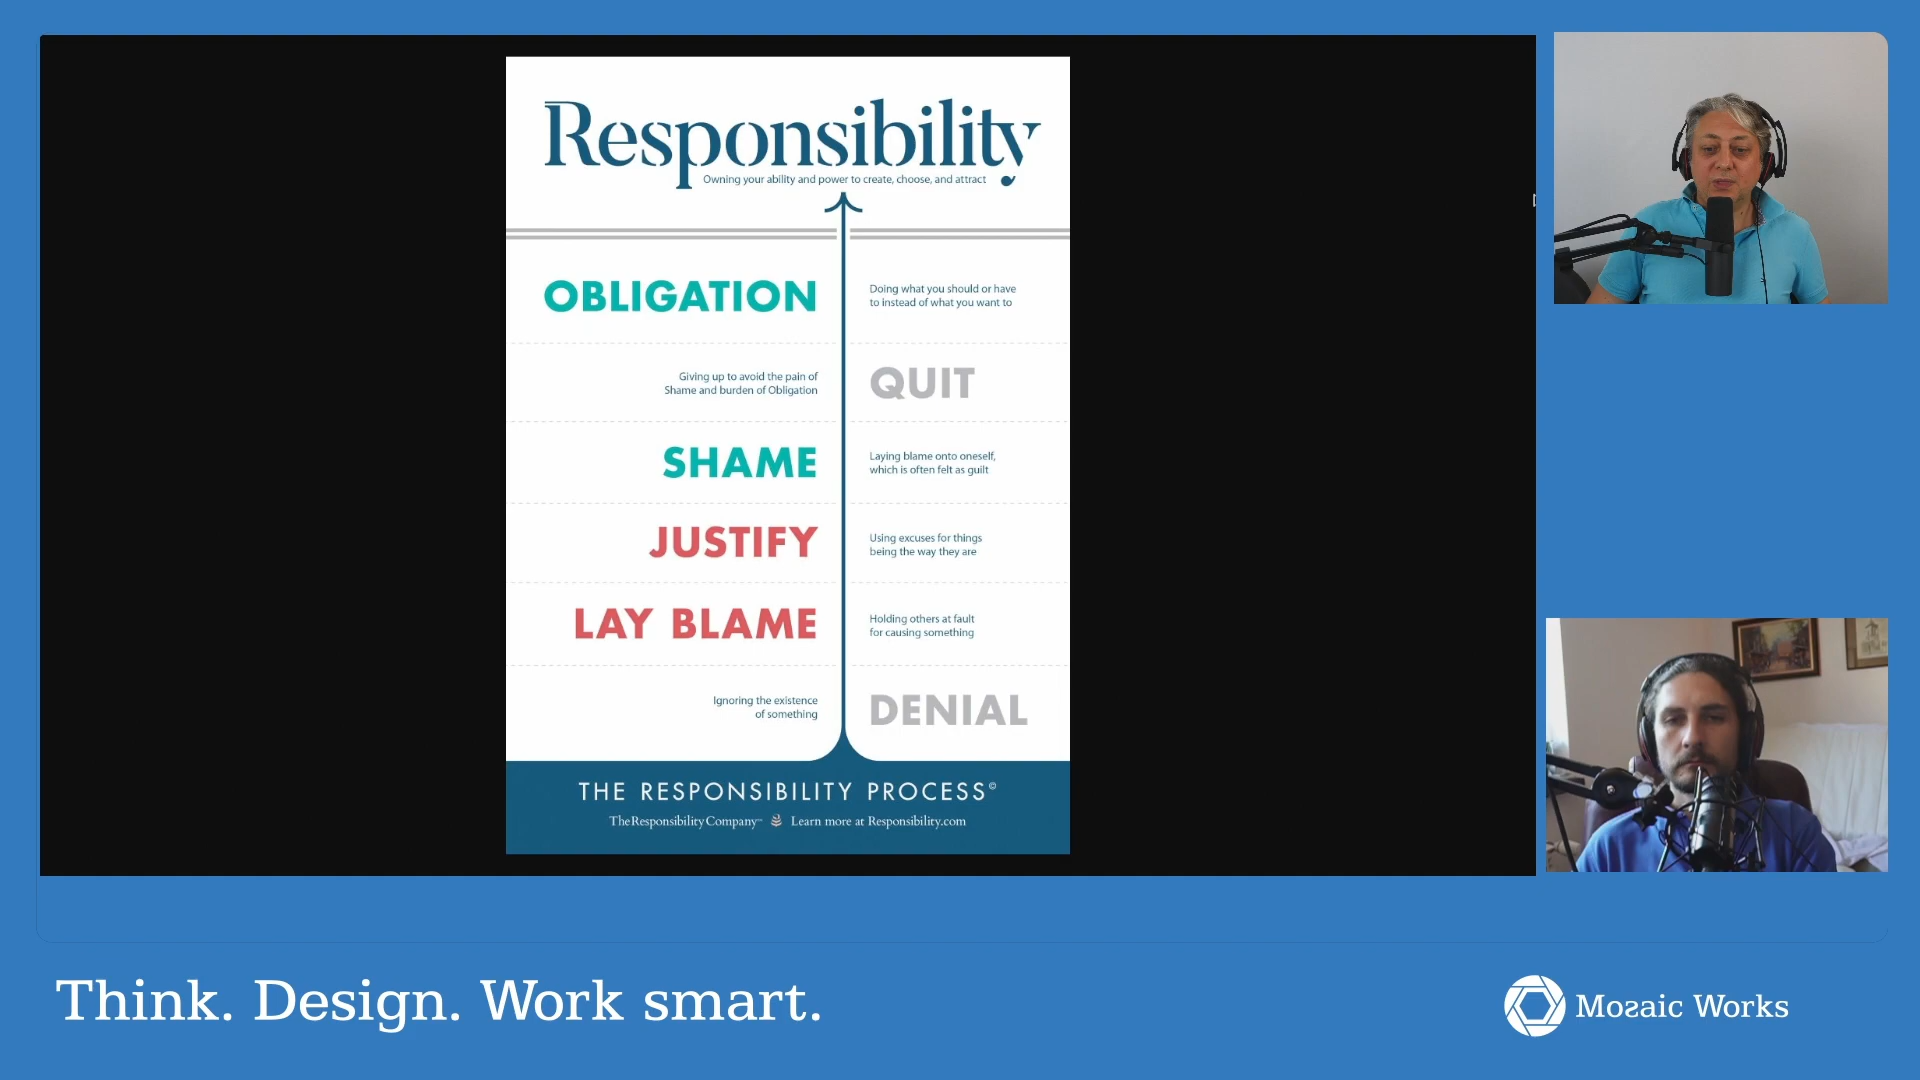 Responsibility
Owning your ability and power to create, choose, and attract
OBLIGATION
Doing what you should or have
to instead of what you want to
Giving up to avoid the pain of
Shame and burden of Obligation
QUIT
SHAME
Laying blame onto oneself,
which is often felt as guilt
JUSTIFY
Using excuses for things
being the way they are
LAY BLAME
Holding others at fault
for causing something
Ignoring the existence
of something
DENIAL
THE RESPONSIBILITY PROCESS©
TheResponsibilityCompany™ Learn more at Responsibility.com
Think. Design. Work smart.
Mozaic Works